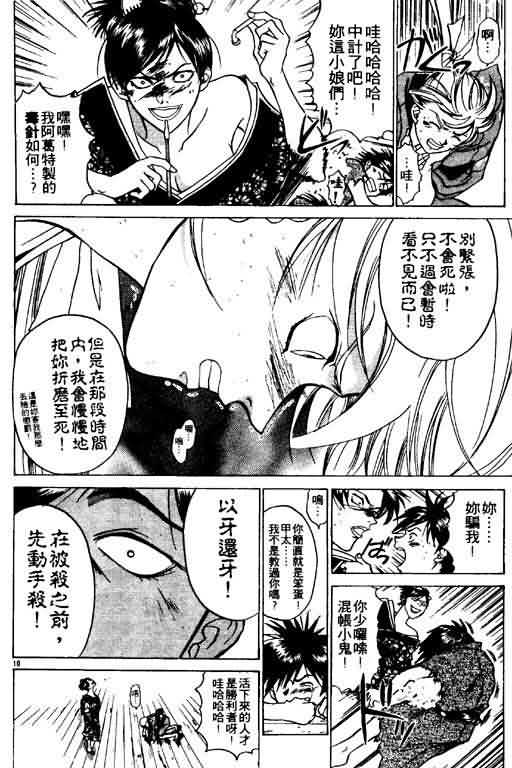 啊…
…哇!
哇哈哈哈哈!
中計了吧!
妳這小娘們…
哇!
嘿嘿!
我阿葛特製的
毒針如何…?
別緊張,
不會死啦!
只不過會暫時
看不見而已!
但是在那段時間
內,我會慢慢地
把妳折磨至死!
嗚…
嗚…
妳……
妳騙我!
嗚…
你簡直就是笨蛋!
甲太……
我不是教過你嗎?
以牙還牙!
在被殺之前,
先動手殺!
你少囉嗦!
混帳小鬼!
活下來的人才
是勝利者呀!
哇哈哈哈!
嗚…
19